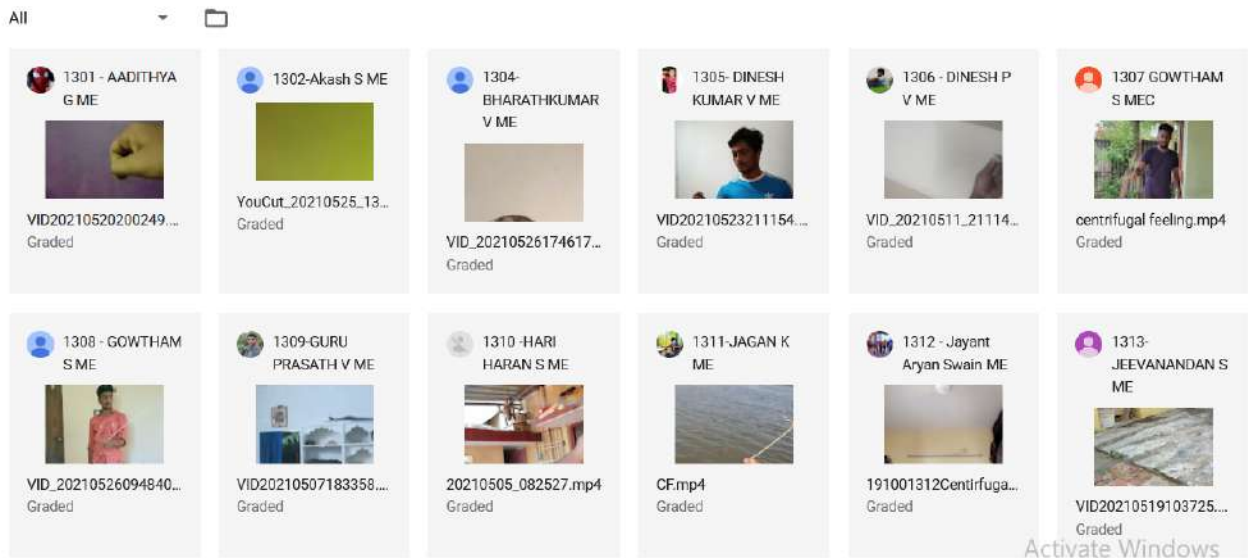 All
1301 - AADITHYA
G ME
VID20210520200249....
Graded
1302-Akash S ME
YouCut_20210525_13...
Graded
1304-
BHARATHKUMAR
V ME
VID_20210526174617...
Graded
1305- DINESH
KUMAR V ME
VID20210523211154....
Graded
1306 - DINESH P
V ME
VID_20210511_21114...
Graded
1307 GOWTHAM
S MEC
centrifugal feeling.mp4
Graded
1308 - GOWTHAM
S ME
VID_20210526094840...
Graded
1309-GURU
PRASATH V ME
VID20210507183358....
Graded
1310 -HARI
HARAN S ME
20210505_082527.mp4
Graded
1311-JAGAN K
ME
CF.mp4
Graded
1312 - Jayant
Aryan Swain ME
191001312Centirfuga...
Graded
1313-
JEEVANANDAN S
ME
VID20210519103725....
Graded
Activate Windows